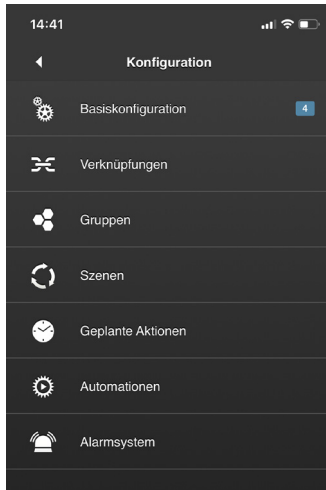 14:41
Konfiguration
Basiskonfiguration 4
Verknüpfungen
Gruppen
Szenen
Geplante Aktionen
Automationen
Alarmsystem